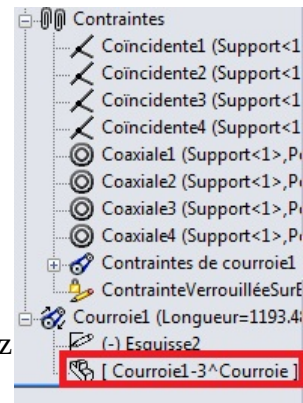 Contraintes
Coïncidente1 (Support<1
Coïncidente2 (Support<1
Coïncidente3 (Support<1
Coïncidente4 (Support<1
Coaxiale1 (Support<1>,P
Coaxiale2 (Support<1>,P
Coaxiale3 (Support<1>,P
Coaxiale4 (Support<1>,P
Contraintes de courroie1
ContrainteVerrouilléeSurE
Courroie1 (Longueur=1193.4
z
(-) Esquisse2
[ Courroie1-3^Courroie ]